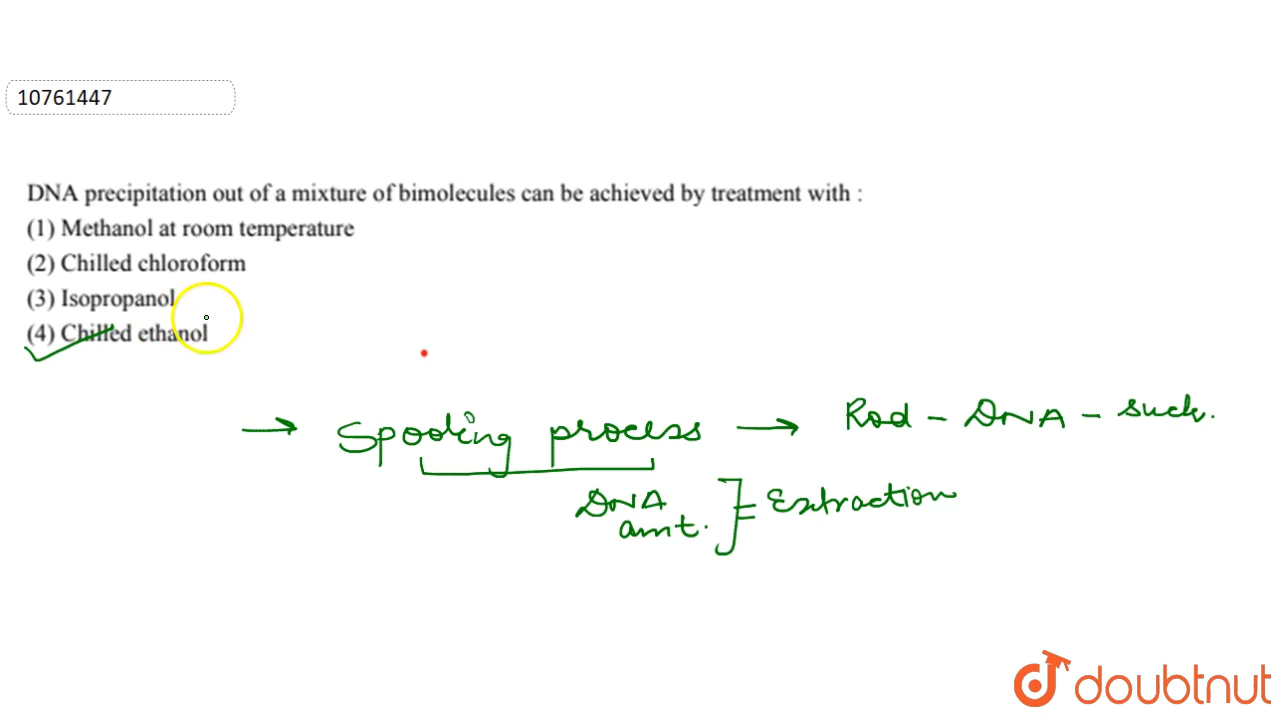 10761447
DNA precipitation out of a mixture of bimolecules can be achieved by treatment with :
(1) Methanol at room temperature
(2) Chilled chloroform
(3) Isopropanol
(4) Chilled ethanol
→ Spooling process → Rod - DNA - suck.
DNA amt. ] = Extraction
doubtnut